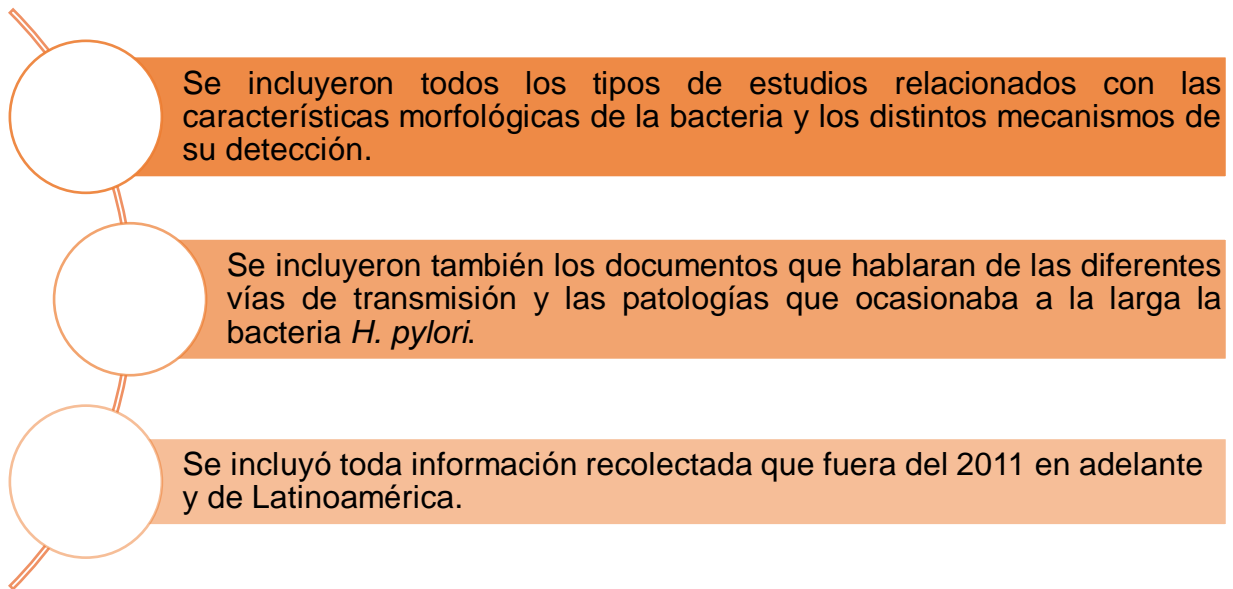 Se incluyeron todos los tipos de estudios relacionados con las
características morfológicas de la bacteria y los distintos mecanismos de
su detección.
Se incluyeron también los documentos que hablaran de las diferentes
vías de transmisión y las patologías que ocasionaba a la larga la
bacteria H. pylori.
Se incluyó toda información recolectada que fuera del 2011 en adelante
y de Latinoamérica.